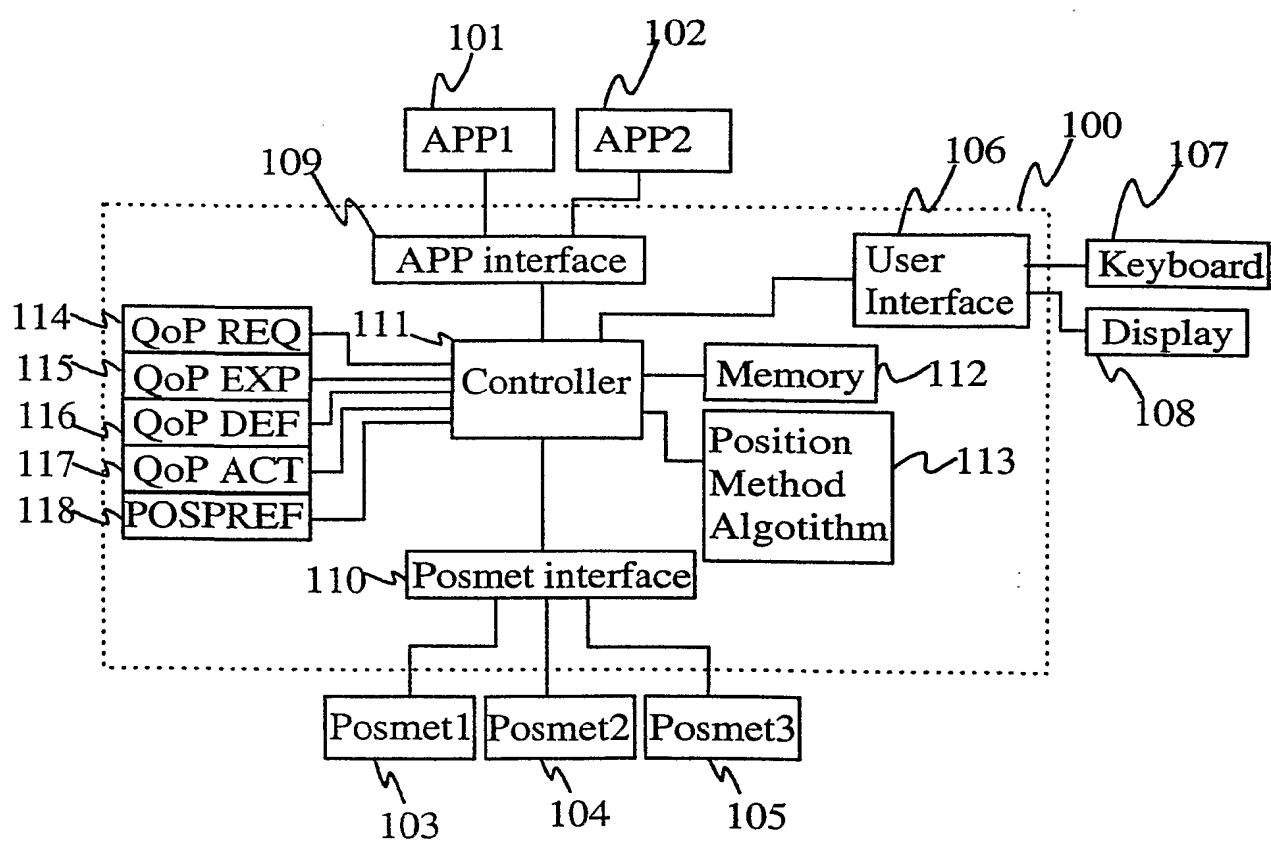 101
102
APP1
APP2
109
106
100
107
APP interface
User
Interface
Keyboard
Display
108
114
QoP REQ
111
115
QoP EXP
Controller
Memory
112
116
QoP DEF
117
QoP ACT
Position
Method
Algotithm
113
118
POSPREF
110
Posmet interface
Posmet1
Posmet2
Posmet3
103
104
105